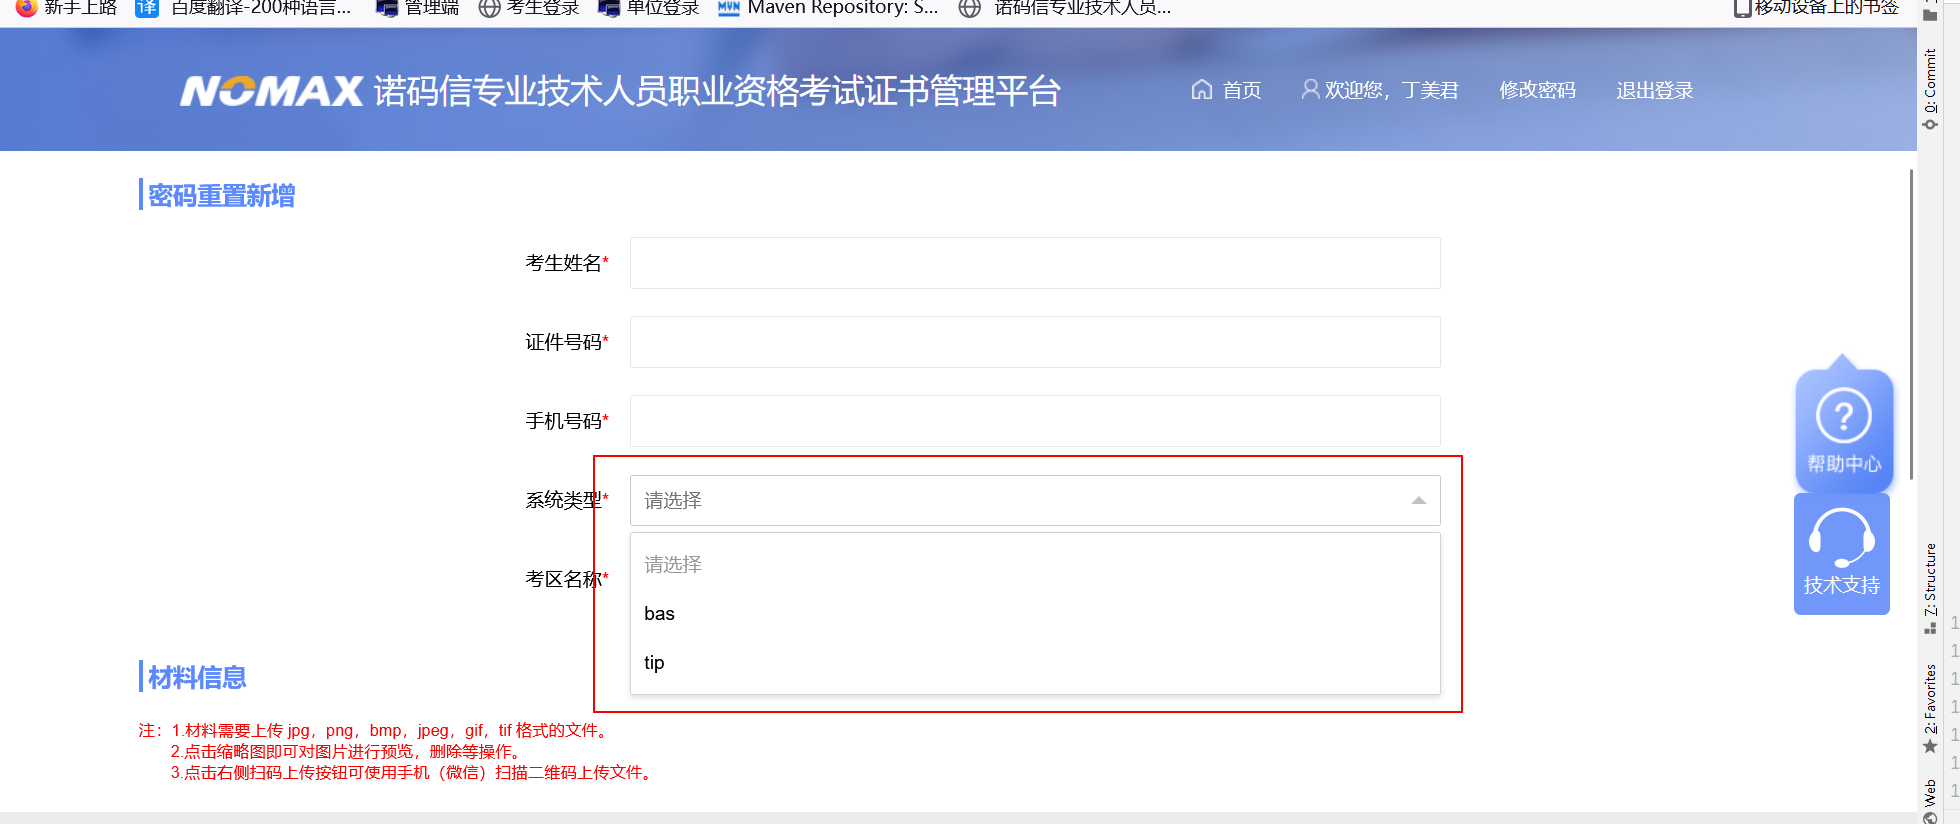 新手上路 译 百度翻译-200种语言... 管理端 考生登录 单位登录 MVN Maven Repository: S... 诺码信专业技术人员... 移动设备上的书签
NOMAX 诺码信专业技术人员职业资格考试证书管理平台 首页 欢迎您，丁美君 修改密码 退出登录
密码重置新增
考生姓名*
证件号码*
手机号码*
系统类型* 请选择
请选择
考区名称*
bas
tip
材料信息
注：1.材料需要上传 jpg，png，bmp，jpeg，gif，tif 格式的文件。
2.点击缩略图即可对图片进行预览，删除等操作。
3.点击右侧扫码上传按钮可使用手机（微信）扫描二维码上传文件。
?
帮助中心
技术支持
0: Commit
7: Structure
2: Favorites
Web
1
1
1
1
1
1
1